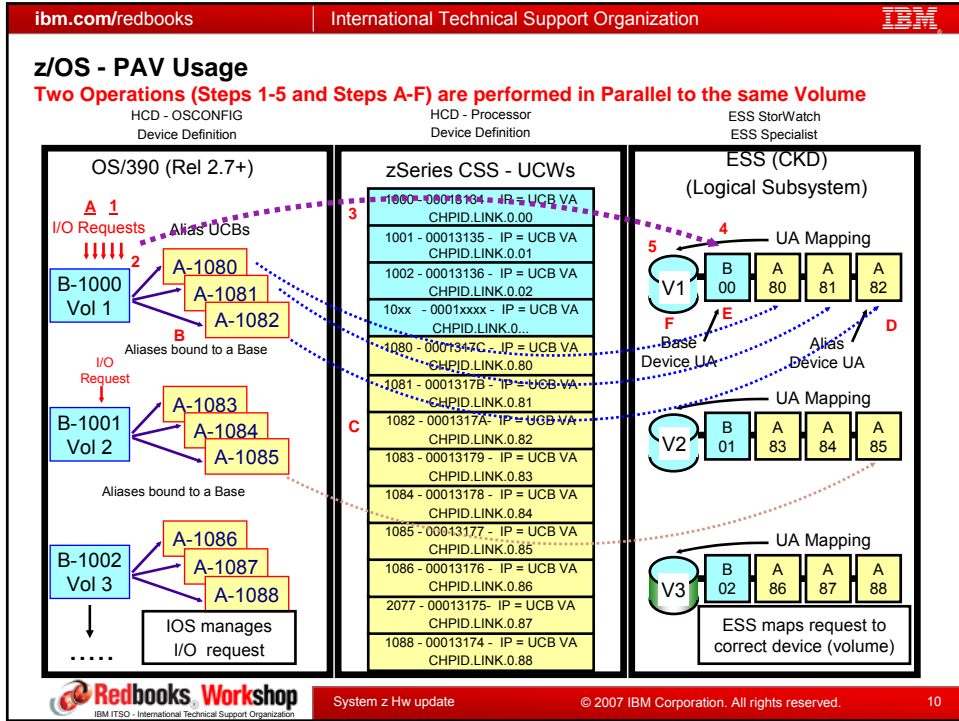 ibm.com/redbooks
International Technical Support Organization
IBM
z/OS - PAV Usage
Two Operations (Steps 1-5 and Steps A-F) are performed in Parallel to the same Volume
HCD - OSCONFIG
Device Definition
HCD - Processor
Device Definition
ESS StorWatch
ESS Specialist
OS/390 (Rel 2.7+)
A 1
I/O Requests
Alias UCBs
2
B-1000
Vol 1
A-1080
A-1081
A-1082
B
Aliases bound to a Base
I/O
Request
B-1001
Vol 2
A-1083
A-1084
A-1085
Aliases bound to a Base
B-1002
Vol 3
A-1086
A-1087
A-1088
.....
IOS manages
I/O request
zSeries CSS - UCWs
3
1000 - 00013134 - IP = UCB VA
CHPID.LINK.0.00
1001 - 00013135 - IP = UCB VA
CHPID.LINK.0.01
1002 - 00013136 - IP = UCB VA
CHPID.LINK.0.02
10xx - 0001xxxx - IP = UCB VA
CHPID.LINK.0...
1080 - 0001317C - IP = UCB VA
CHPID.LINK.0.80
1081 - 0001317B - IP = UCB VA
CHPID.LINK.0.81
C
1082 - 0001317A- IP = UCB VA
CHPID.LINK.0.82
1083 - 00013179 - IP = UCB VA
CHPID.LINK.0.83
1084 - 00013178 - IP = UCB VA
CHPID.LINK.0.84
1085 - 00013177 - IP = UCB VA
CHPID.LINK.0.85
1086 - 00013176 - IP = UCB VA
CHPID.LINK.0.86
2077 - 00013175- IP = UCB VA
CHPID.LINK.0.87
1088 - 00013174 - IP = UCB VA
CHPID.LINK.0.88
ESS (CKD)
(Logical Subsystem)
4
5
UA Mapping
V1
B
00
A
80
A
81
A
82
F
E
D
Base
Device UA
Alias
Device UA
UA Mapping
V2
B
01
A
83
A
84
A
85
UA Mapping
V3
B
02
A
86
A
87
A
88
ESS maps request to
correct device (volume)
Redbooks Workshop
IBM ITSO - International Technical Support Organization
System z Hw update
© 2007 IBM Corporation. All rights reserved.
10